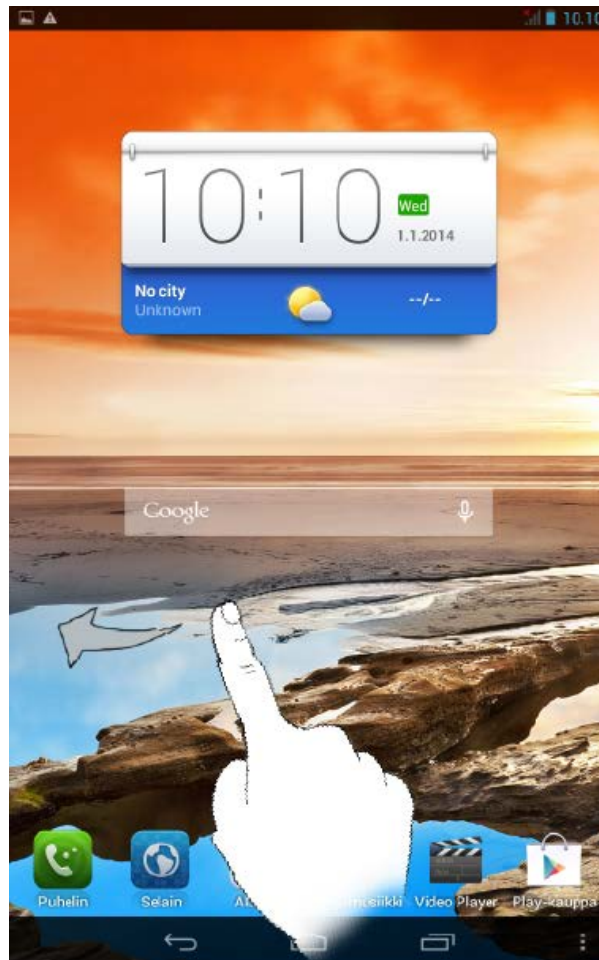 10.10
10:10
Wed
1.1.2014
No city
Unknown
--/--
Google
Puhelin Selain Video Player Play-kauppa